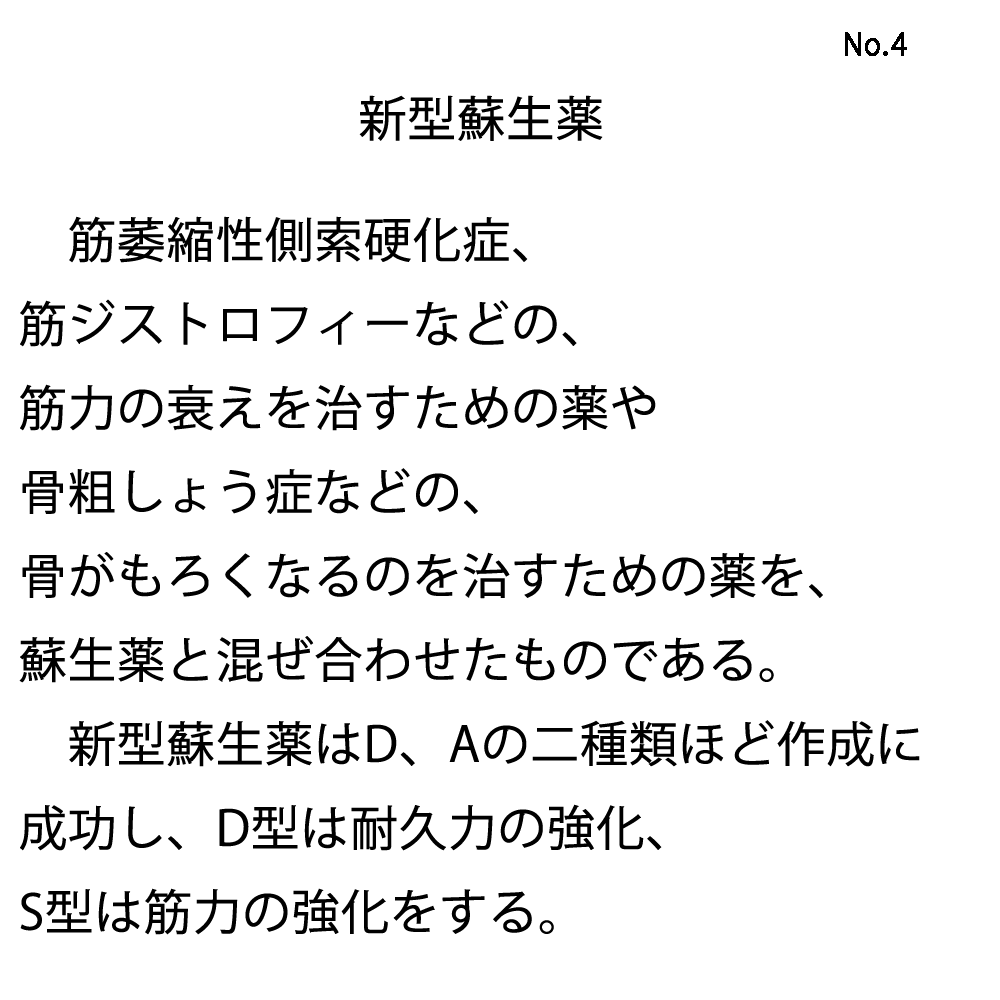 No.4
新型蘇生薬
　筋萎縮性側索硬化症、
筋ジストロフィーなどの、
筋力の衰えを治すための薬や
骨粗しょう症などの、
骨がもろくなるのを治すための薬を、
蘇生薬と混ぜ合わせたものである。
　新型蘇生薬はD、Aの二種類ほど作成に
成功し、D型は耐久力の強化、
S型は筋力の強化をする。